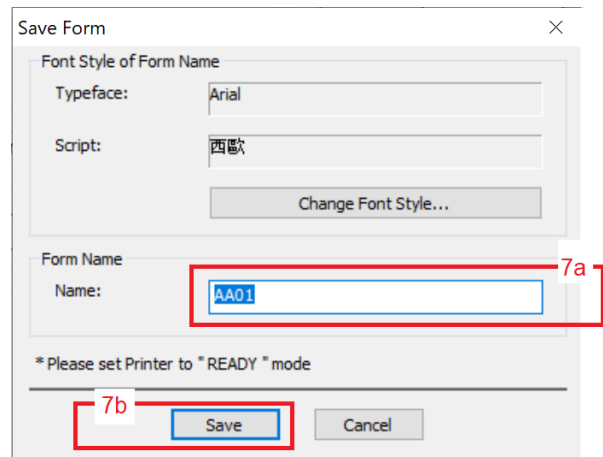 Save Form
Font Style of Form Name
Typeface: Arial
Script: 西歐
Change Font Style...
Form Name
7a
Name: AA01
* Please set Printer to " READY " mode
7b
Save Cancel